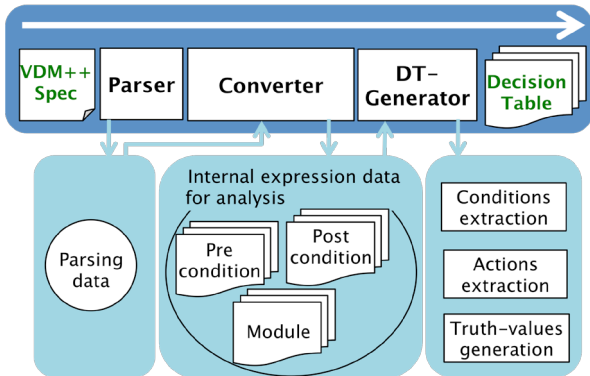 VDM++
Spec
Parser
Converter
DT-
Generator
Decision
Table
Internal expression data
for analysis
Parsing
data
Pre
condition
Post
condition
Module
Conditions
extraction
Actions
extraction
Truth-values
generation